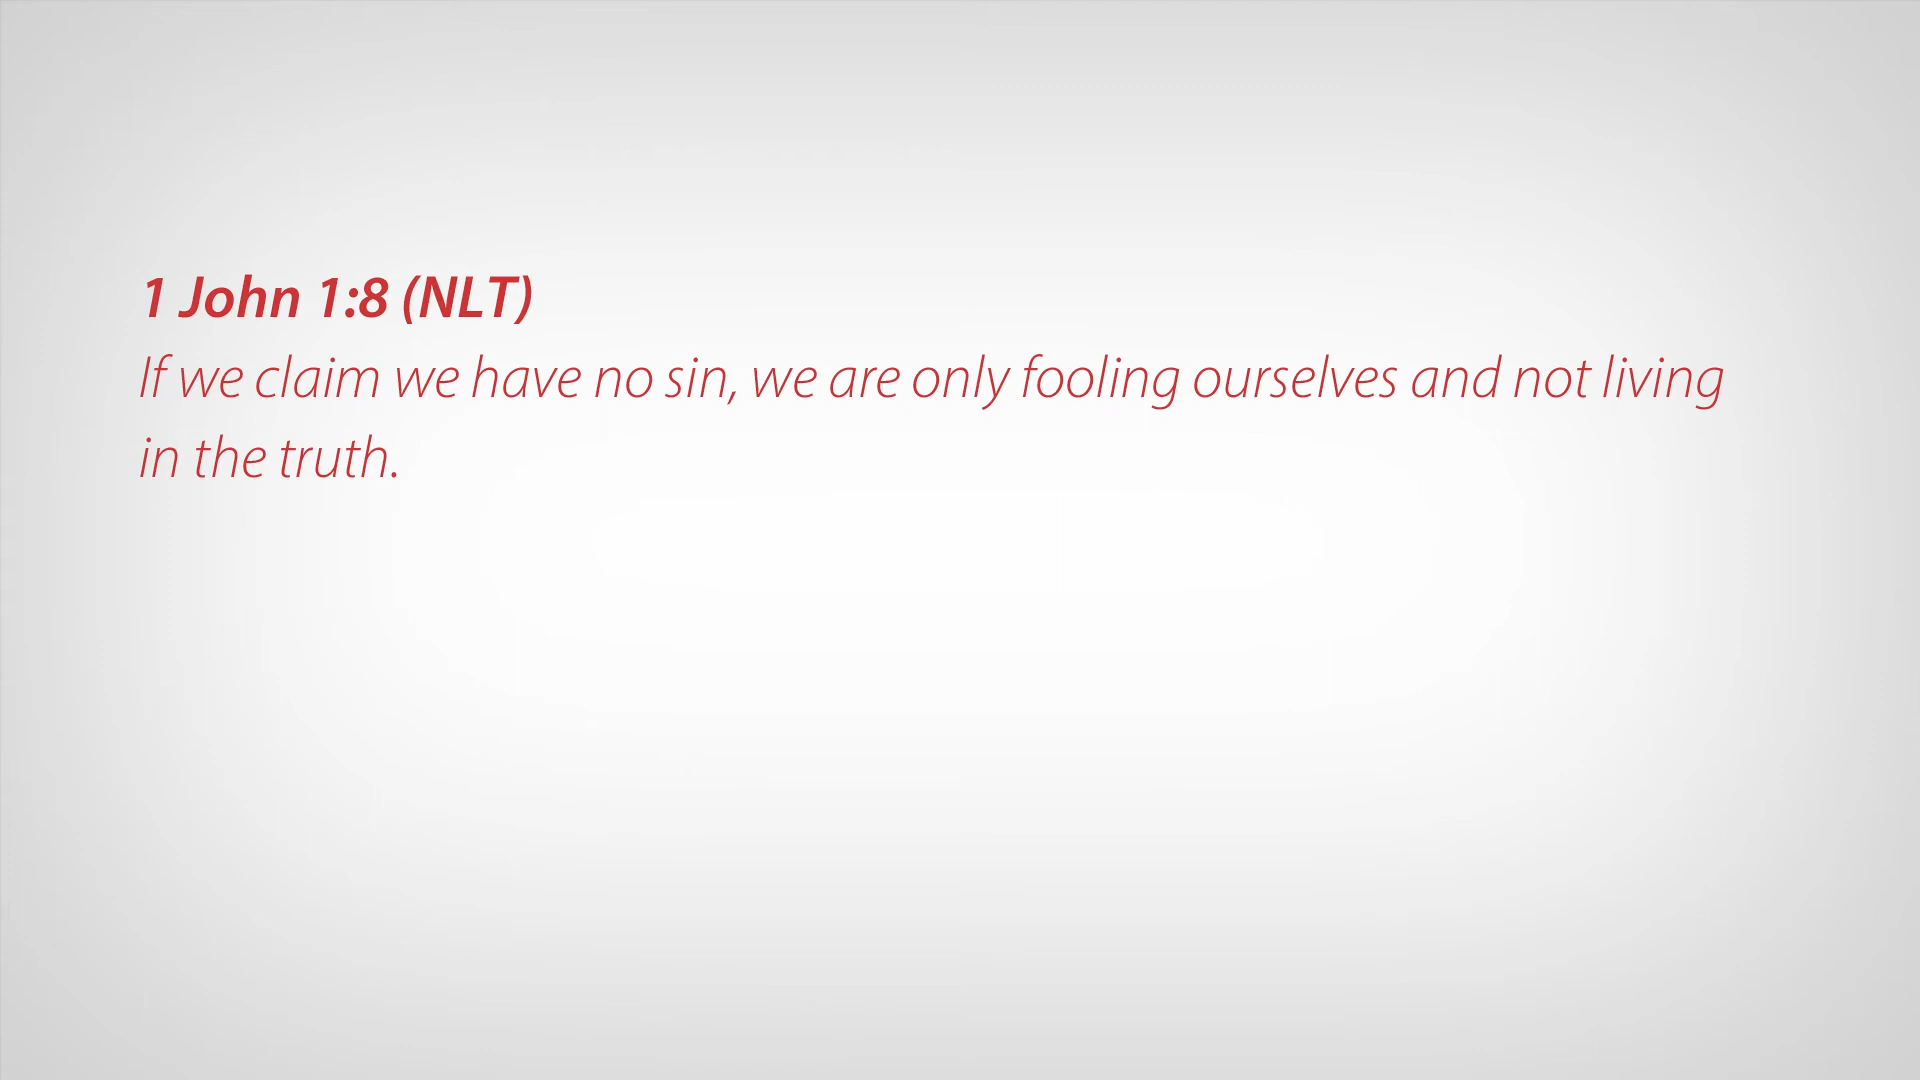 1 John 1:8 (NLT)
If we claim we have no sin, we are only fooling ourselves and not living
in the truth.